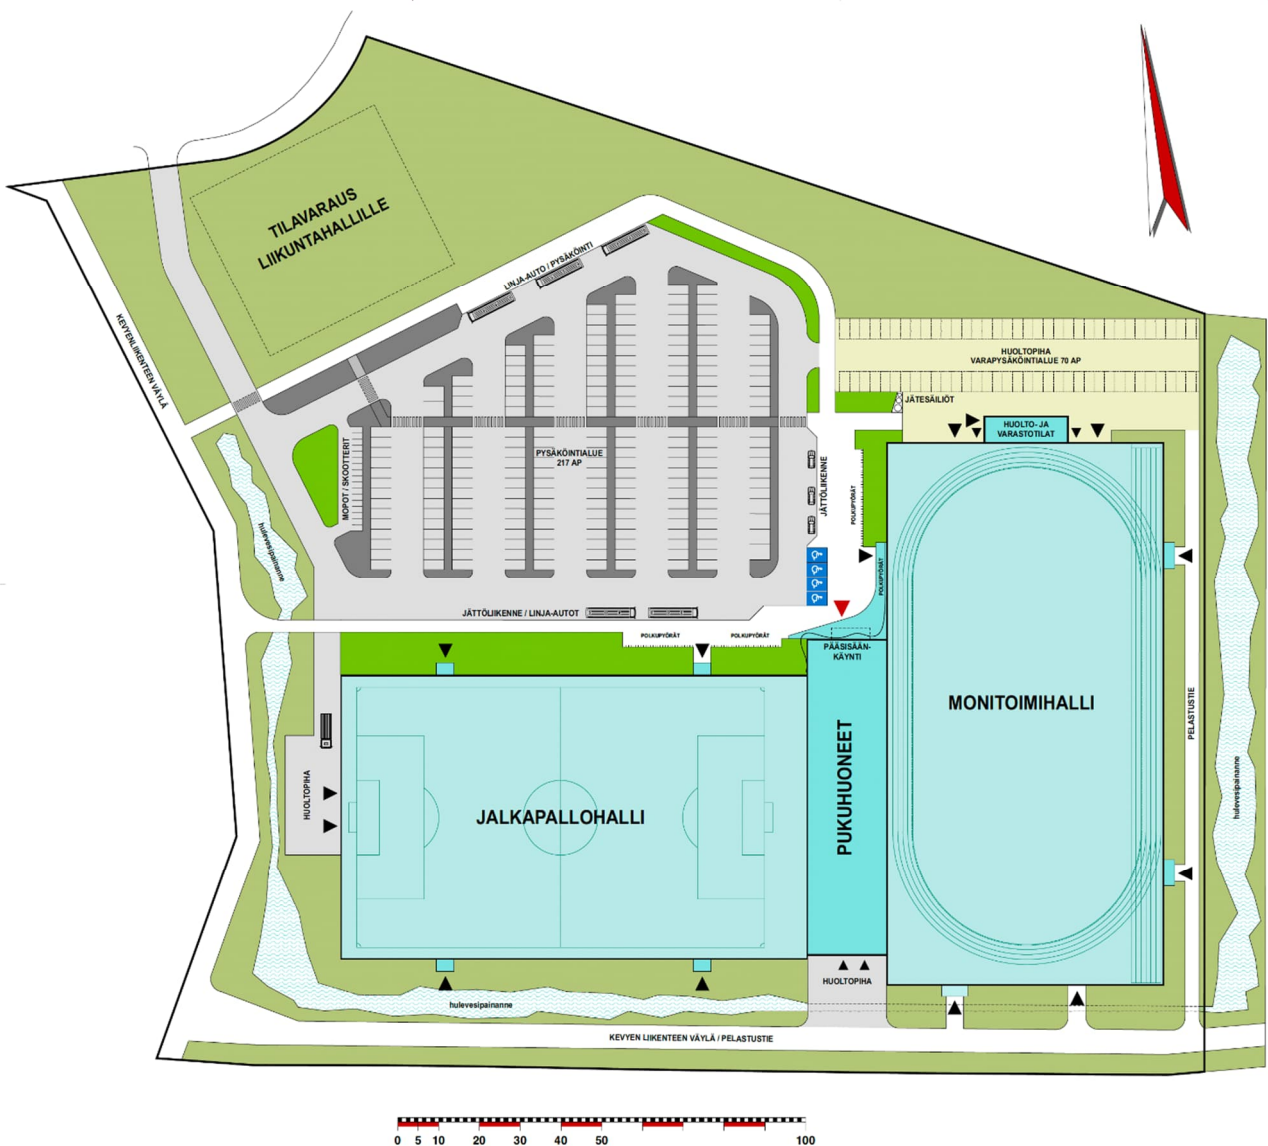 TILAVARAUS
LIIKUNTAHALLILLE
LINJA-AUTO / PYSÄKÖINTI
KEVYENLIIKENTEEN VÄYLÄ
HUOLTOPIHA
VARAPYSÄKÖINTIALUE 70 AP
JÄTESÄILIÖT
HUOLTO- JA
VARASTOTILAT
MOPOT / SKOOTTERIT
PYSÄKÖINTIALUE
217 AP
JÄTTÖLIIKENNE
POLKUPYÖRÄT
POLKUPYÖRÄT
hulevesipainanne
JÄTTÖLIKENNE / LINJA-AUTOT
POLKUPYÖRÄT
POLKUPYÖRÄT
PÄÄSISÄÄN-
KÄYNTI
MONITOIMIHALLI
PELASTUSTIE
PUKUHUONEET
HUOLTOPIHA
JALKAPALLOHALLI
hulevesipainanne
HUOLTOPIHA
hulevesipainanne
KEVYEN LIIKENTEEN VÄYLÄ / PELASTUSTIE
0 5 10 20 30 40 50 100